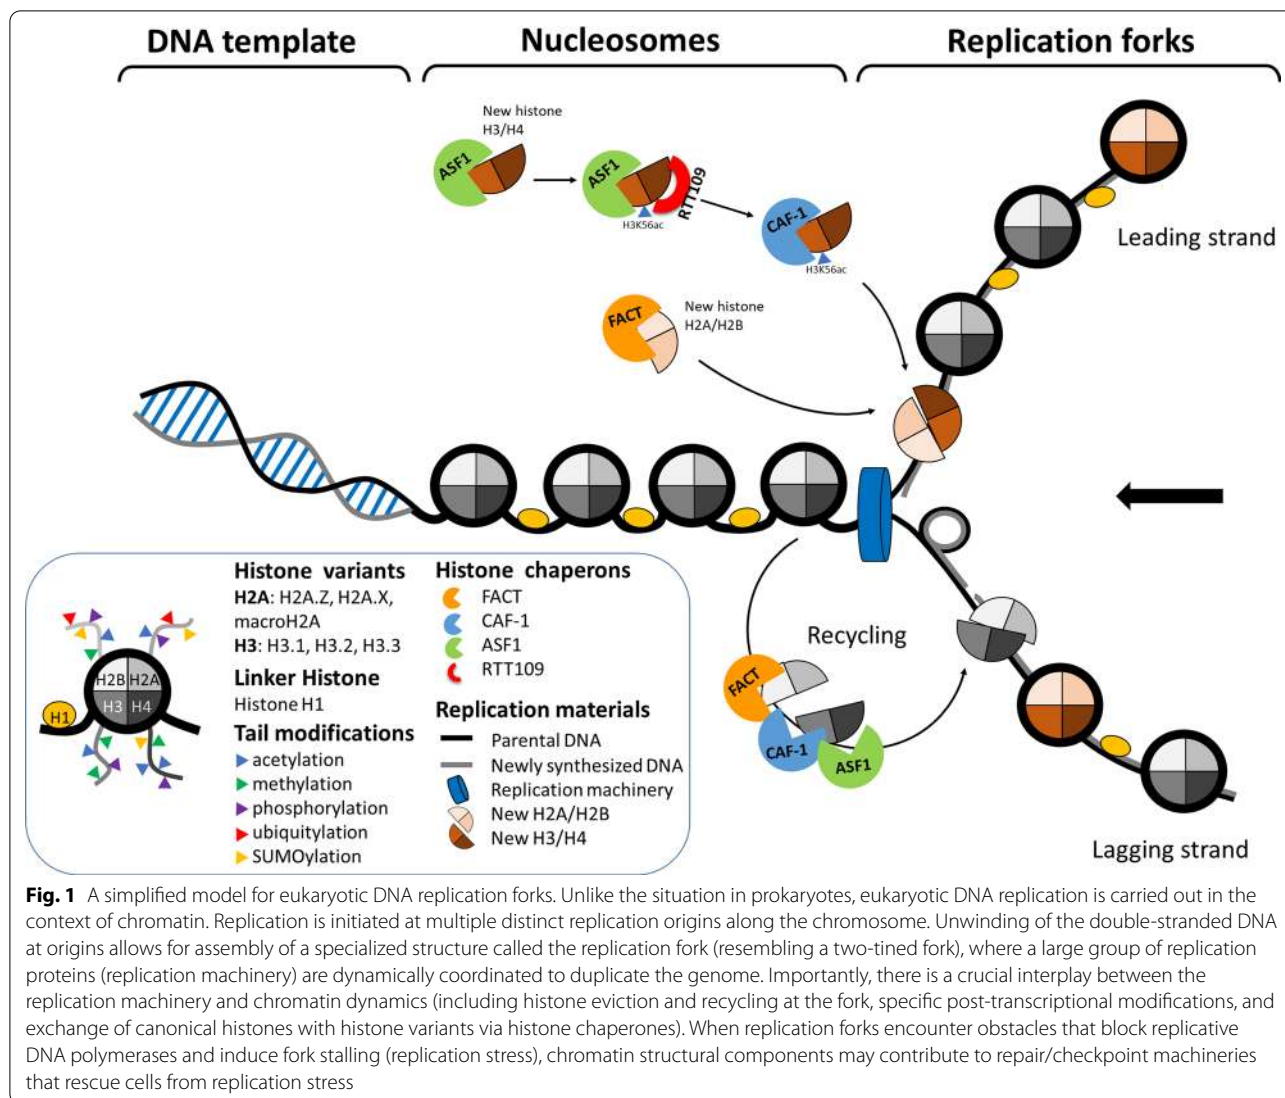 DNA template
Nucleosomes
Replication forks
New histone
H3/H4
ASF1
ASF1
RTT109
H3K56ac
CAF-1
H3K56ac
Leading strand
FACT
New histone
H2A/H2B
Recycling
FACT
CAF-1
ASF1
Lagging strand
H2B H2A
H3 H4
H1
Histone variants
H2A: H2A.Z, H2A.X,
macroH2A
H3: H3.1, H3.2, H3.3
Linker Histone
Histone H1
Tail modifications
acetylation
methylation
phosphorylation
ubiquitylation
SUMOylation
Histone chaperons
FACT
CAF-1
ASF1
RTT109
Replication materials
Parental DNA
Newly synthesized DNA
Replication machinery
New H2A/H2B
New H3/H4
Fig. 1 A simplified model for eukaryotic DNA replication forks. Unlike the situation in prokaryotes, eukaryotic DNA replication is carried out in the
context of chromatin. Replication is initiated at multiple distinct replication origins along the chromosome. Unwinding of the double-stranded DNA
at origins allows for assembly of a specialized structure called the replication fork (resembling a two-tined fork), where a large group of replication
proteins (replication machinery) are dynamically coordinated to duplicate the genome. Importantly, there is a crucial interplay between the
replication machinery and chromatin dynamics (including histone eviction and recycling at the fork, specific post-transcriptional modifications, and
exchange of canonical histones with histone variants via histone chaperones). When replication forks encounter obstacles that block replicative
DNA polymerases and induce fork stalling (replication stress), chromatin structural components may contribute to repair/checkpoint machineries
that rescue cells from replication stress